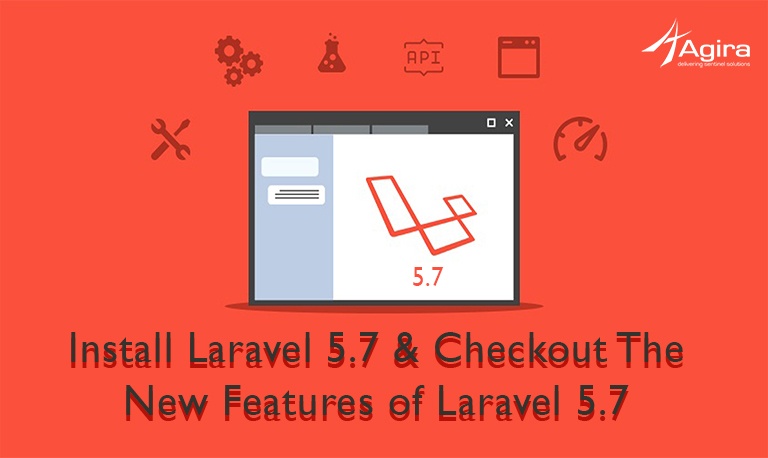 API
Agira
delivering sentinel solutions
5.7
Install Laravel 5.7 & Checkout The
New Features of Laravel 5.7